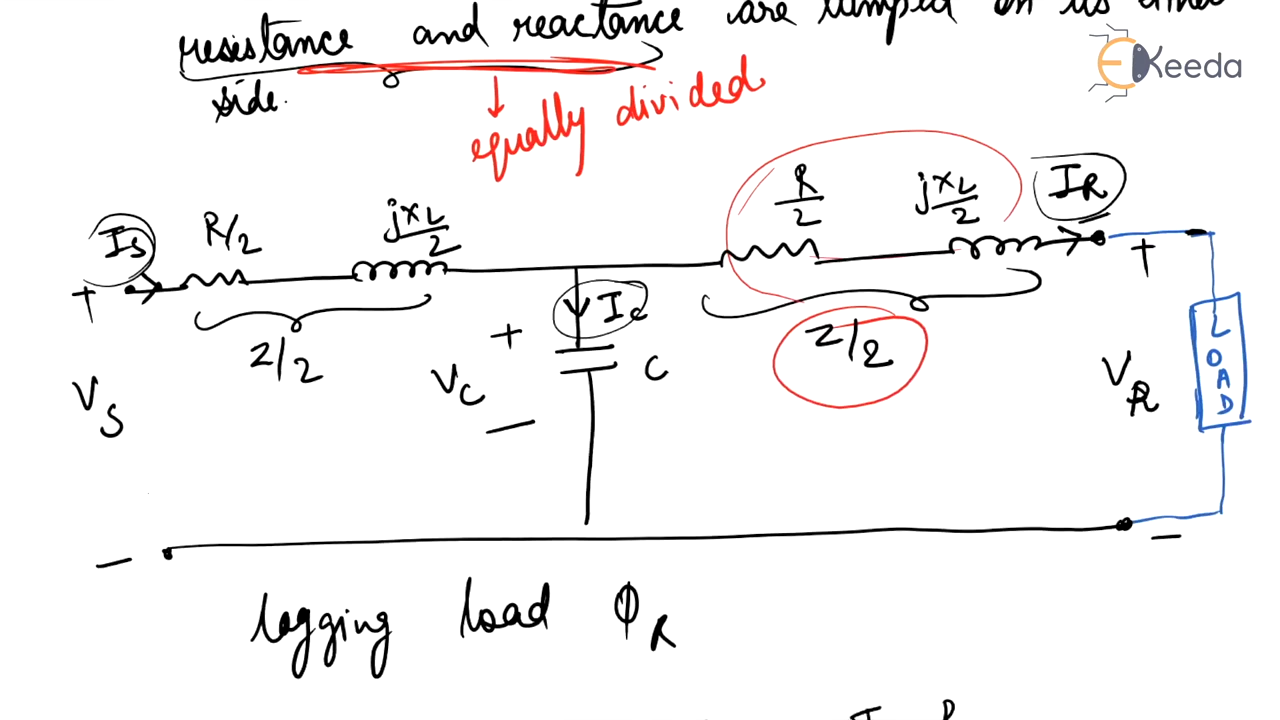 resistance and reactance are lumped on its either
side.
equally divided
EKeeda
IS
R/2
jXL/2
R/2
jXL/2
IR
+
+
Z/2
+
IC
VC
C
Z/2
VS
VR
LOAD
−
−
−
lagging load ΦR